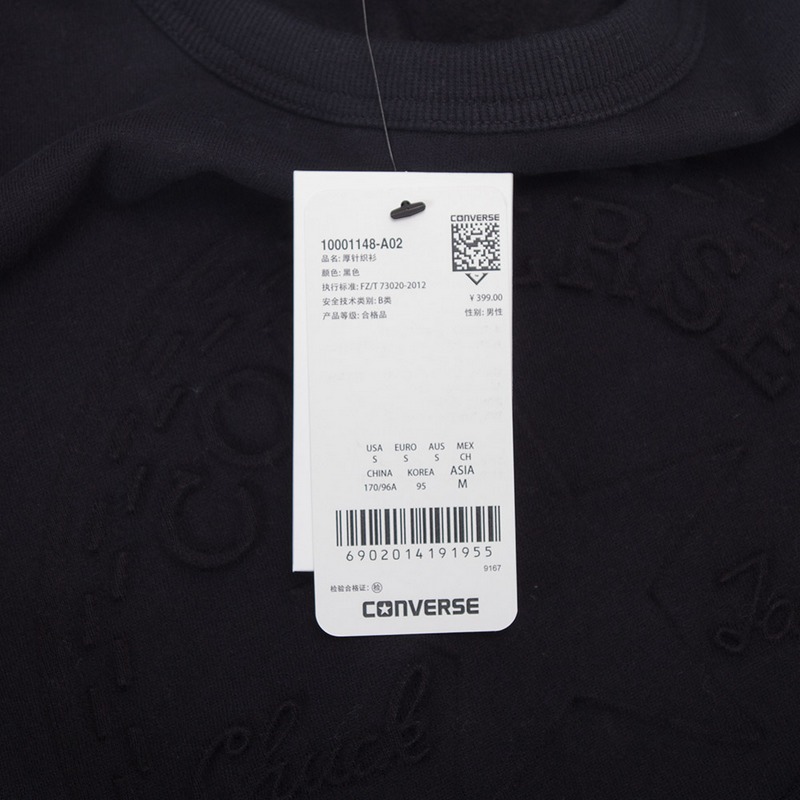 CONVERSE
10001148-A02
品名: 厚针织衫
颜色: 黑色
执行标准: FZ/T 73020-2012
安全技术类别: B类
产品等级: 合格品
¥ 399.00
性别: 男性
USA EURO AUS MEX
S S S CH
CHINA KOREA ASIA
170/96A 95 M
6902014191955
9167
检验合格证: 检
CONVERSE
Chuck